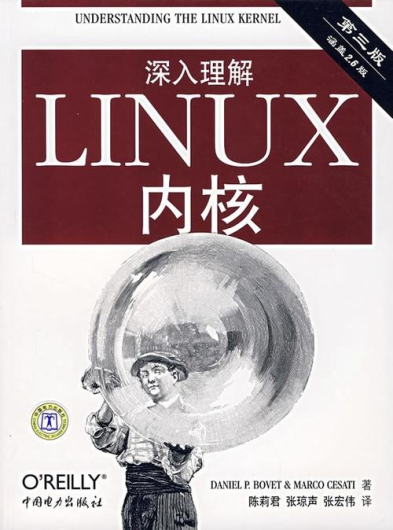 UNDERSTANDING THE LINUX KERNEL
第三版
涵盖2.6版
深入理解
LINUX
内核
O'REILLY®
中国电力出版社
DANIEL P. BOVET & MARCO CESATI 著
陈莉君 张琼声 张宏伟 译